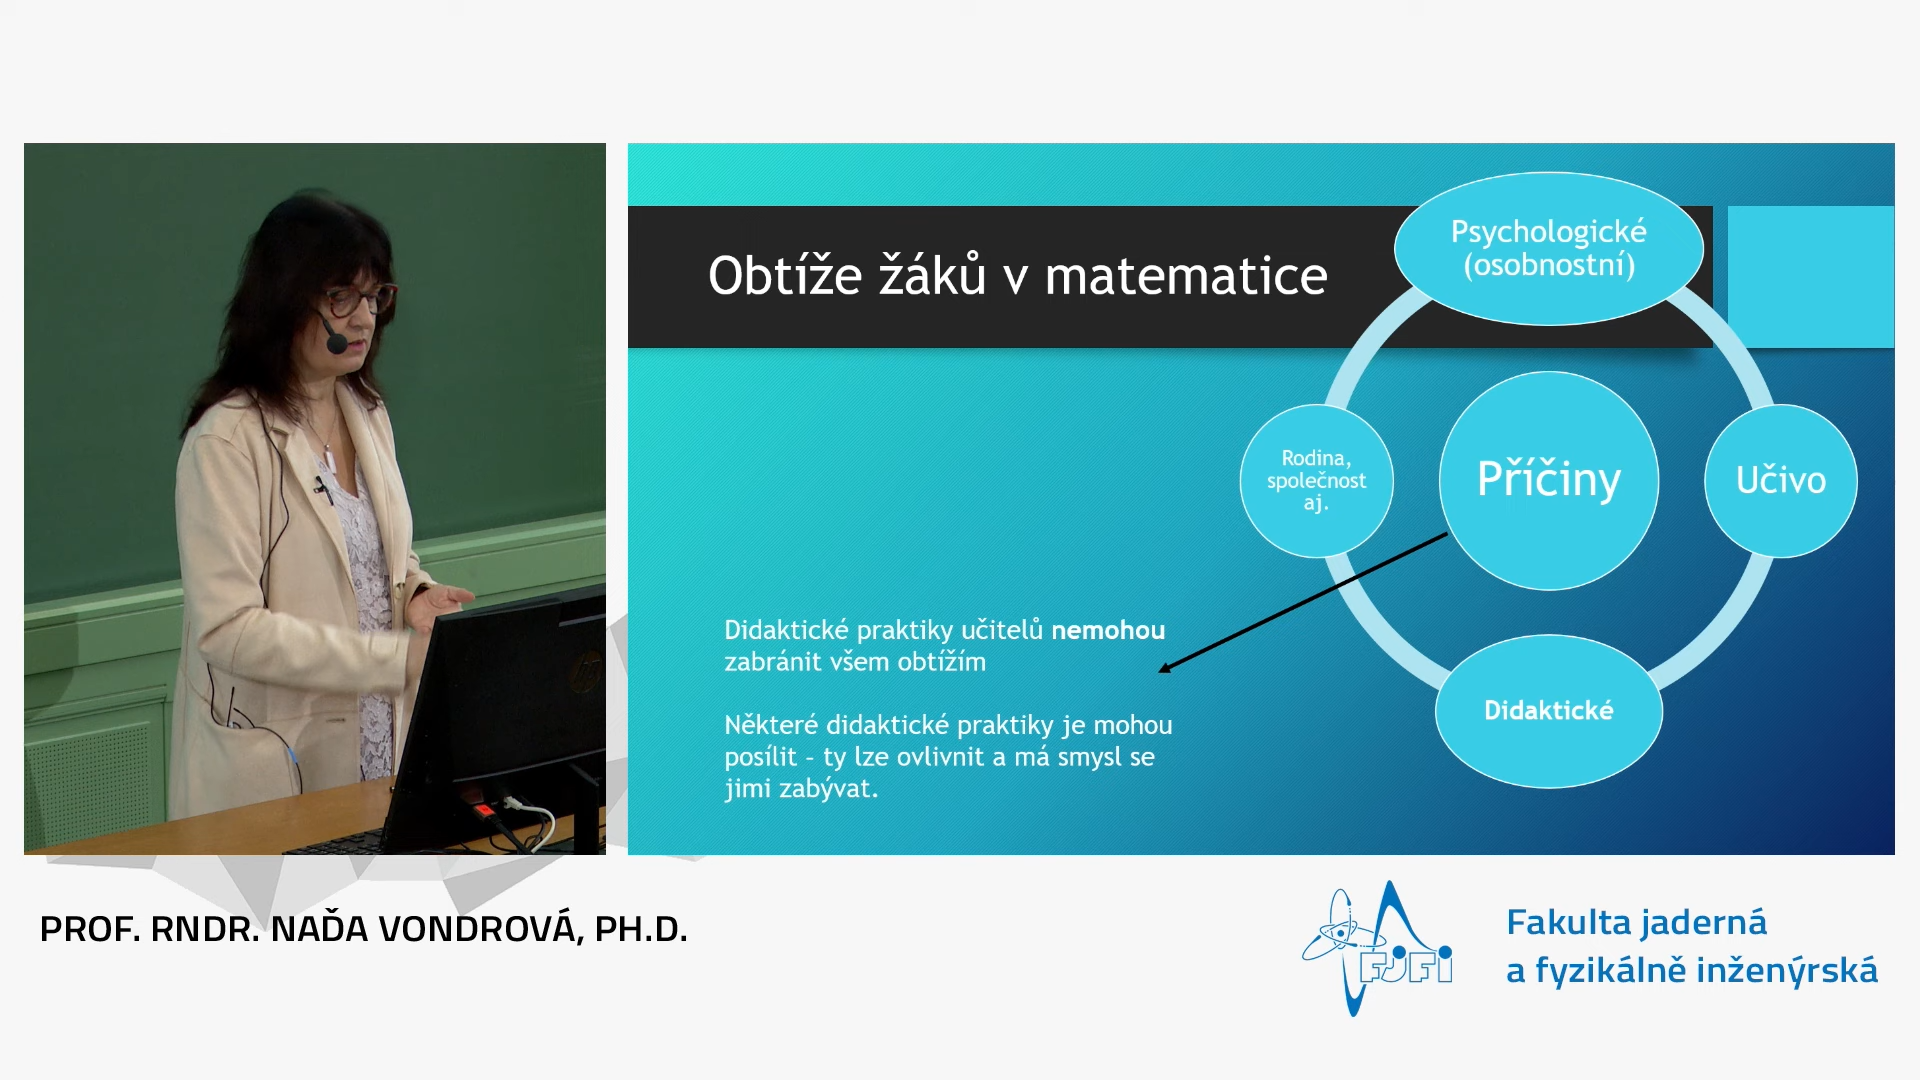 Obtíže žáků v matematice
Psychologické
(osobnostní)
Rodina,
společnost
aj.
Příčiny
Učivo
Didaktické
Didaktické praktiky učitelů nemohou
zabránit všem obtížím
Některé didaktické praktiky je mohou
posílit – ty lze ovlivnit a má smysl se
jimi zabývat.
PROF. RNDR. NAĎA VONDROVÁ, PH.D.
FJFI
Fakulta jaderná
a fyzikálně inženýrská